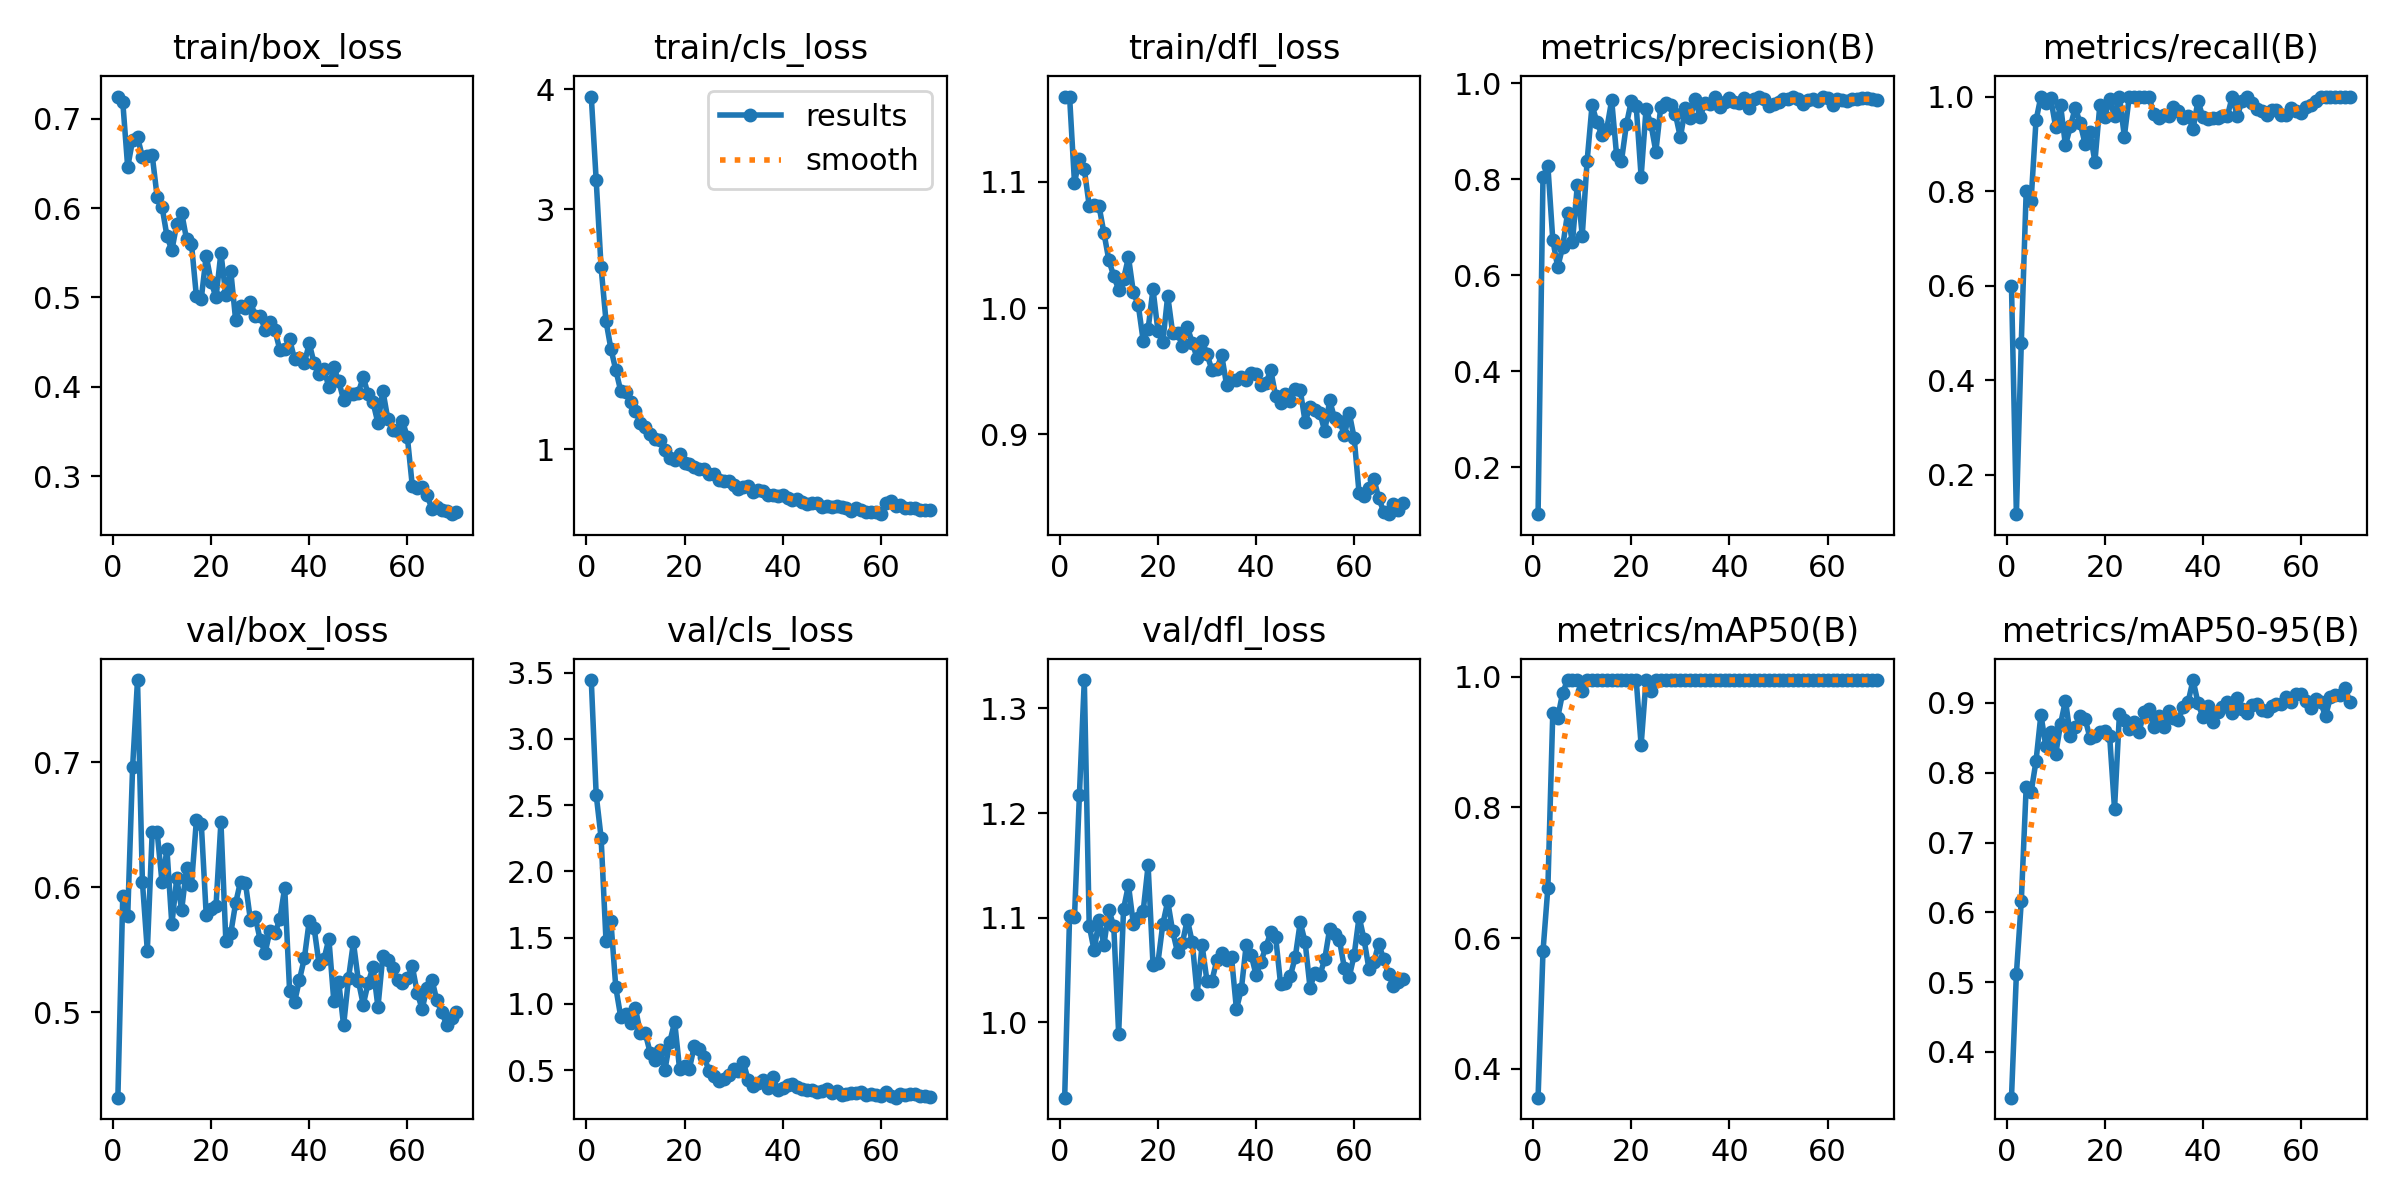 train/box_loss
0.7
0.6
0.5
0.4
0.3
0 20 40 60
train/cls_loss
results
smooth
4
3
2
1
0 20 40 60
train/dfl_loss
1.1
1.0
0.9
0 20 40 60
metrics/precision(B)
1.0
0.8
0.6
0.4
0.2
0 20 40 60
metrics/recall(B)
1.0
0.8
0.6
0.4
0.2
0 20 40 60
val/box_loss
0.7
0.6
0.5
0 20 40 60
val/cls_loss
3.5
3.0
2.5
2.0
1.5
1.0
0.5
0 20 40 60
val/dfl_loss
1.3
1.2
1.1
1.0
0 20 40 60
metrics/mAP50(B)
1.0
0.8
0.6
0.4
0 20 40 60
metrics/mAP50-95(B)
0.9
0.8
0.7
0.6
0.5
0.4
0 20 40 60